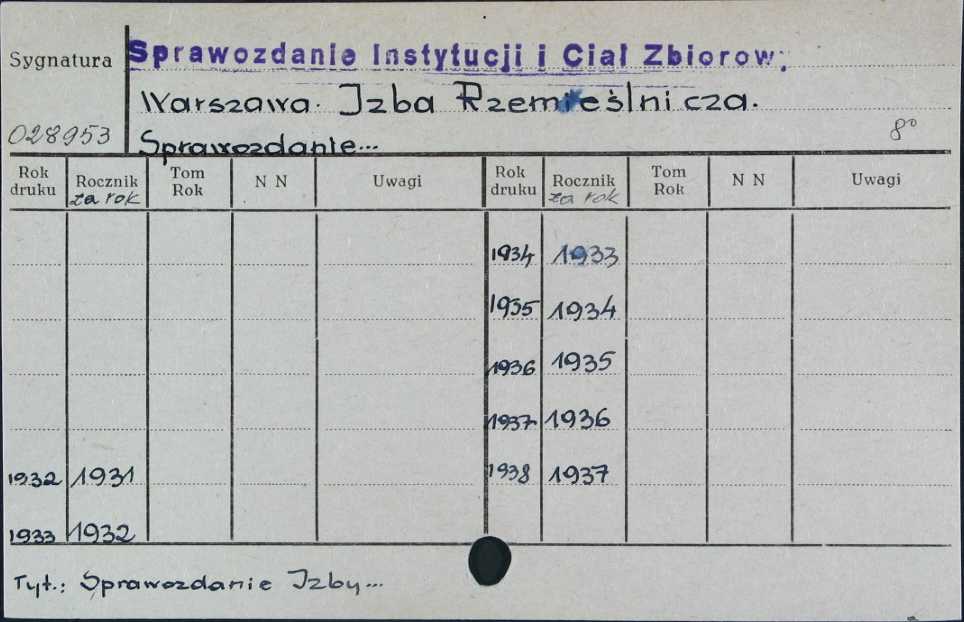 Sygnatura
Sprawozdanie Instytucji i Ciał Zbiorow.
Warszawa. Izba Rzemieślnicza.
028953
8°
Sprawozdanie...
Rok druku Rocznik za rok Tom Rok N N Uwagi Rok druku Rocznik za rok Tom Rok N N Uwagi
1934 1933
1935 1934
1936 1935
1937 1936
1932 1931 1938 1937
1933 1932
Tyt.: Sprawozdanie Izby...